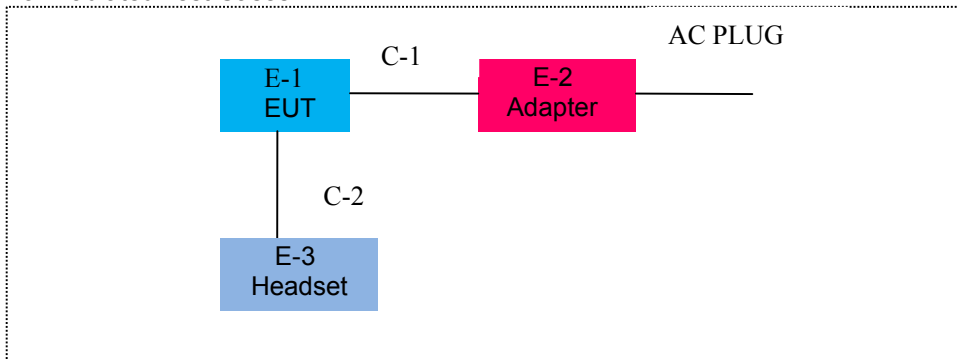 AC PLUG
C-1
E-1
EUT
E-2
Adapter
C-2
E-3
Headset